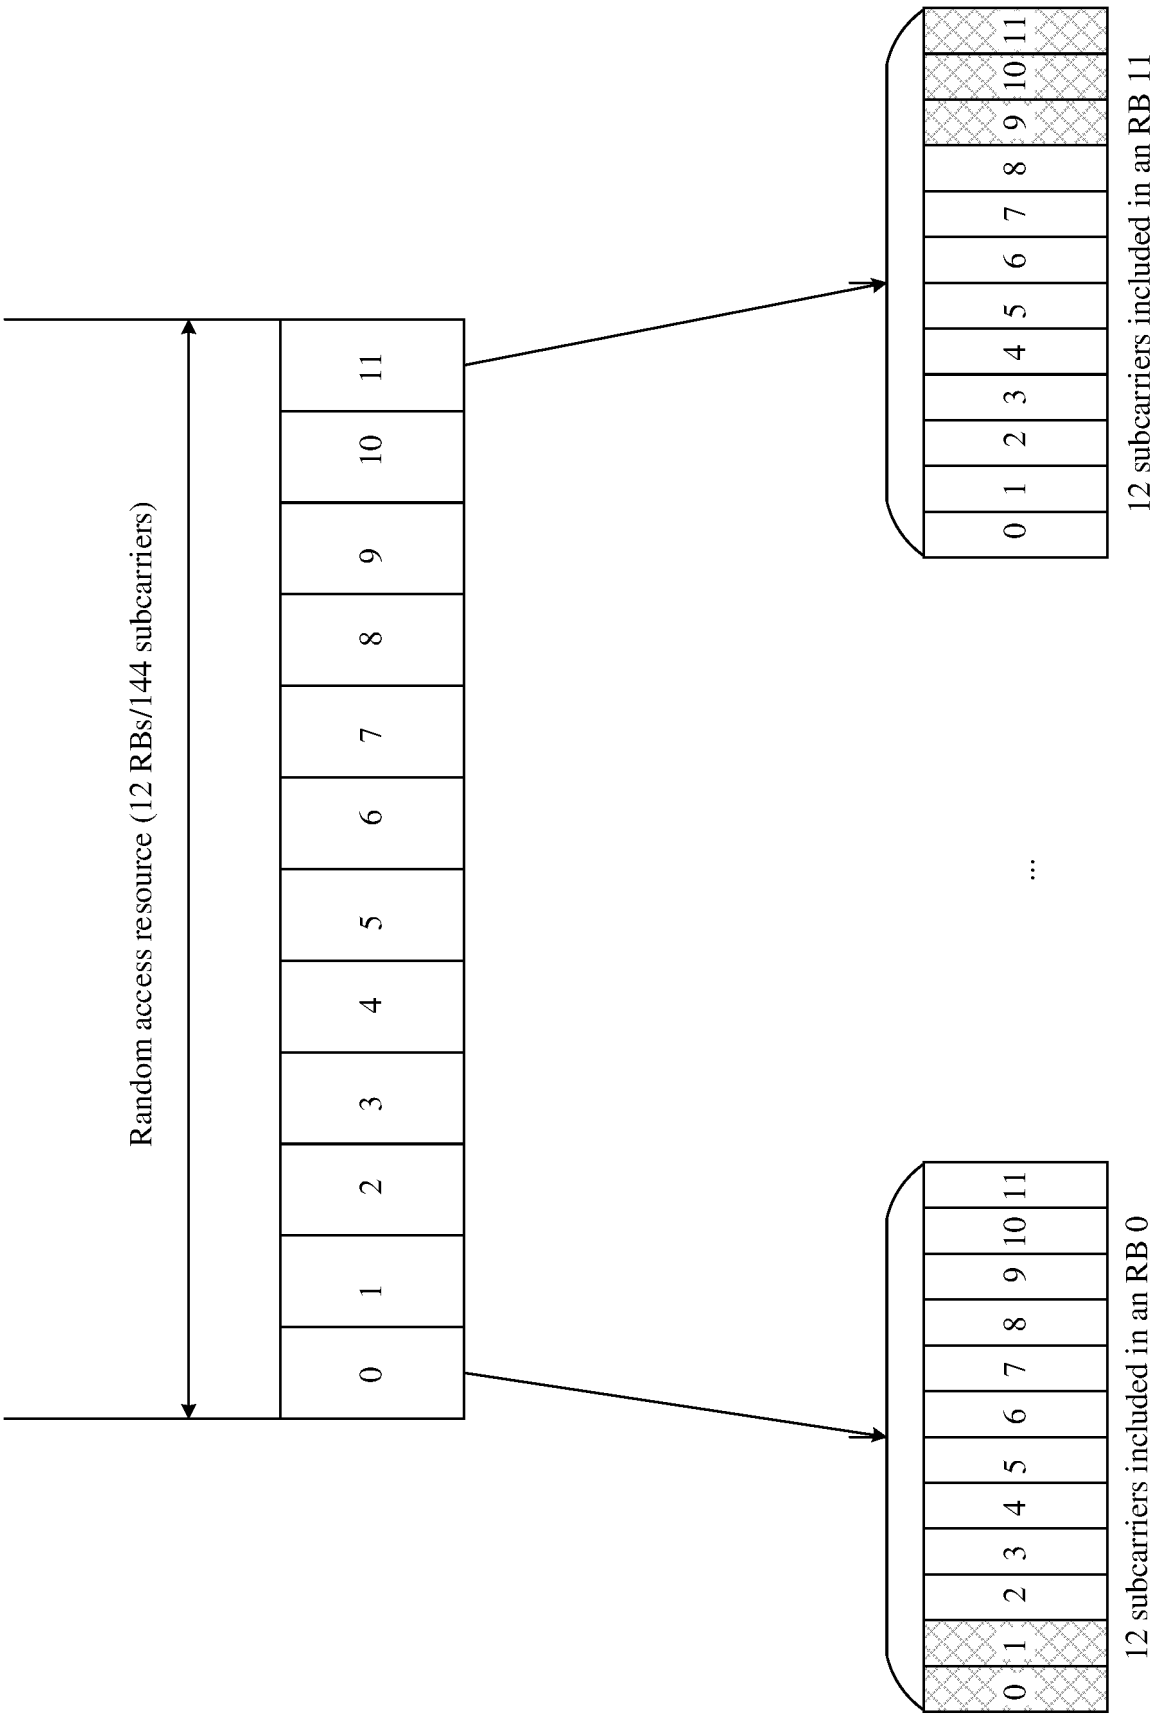 Random access resource (12 RBs/144 subcarriers)
0 1 2 3 4 5 6 7 8 9 10 11
0 1 2 3 4 5 6 7 8 9 10 11
...
0 1 2 3 4 5 6 7 8 9 10 11
12 subcarriers included in an RB 0
12 subcarriers included in an RB 11